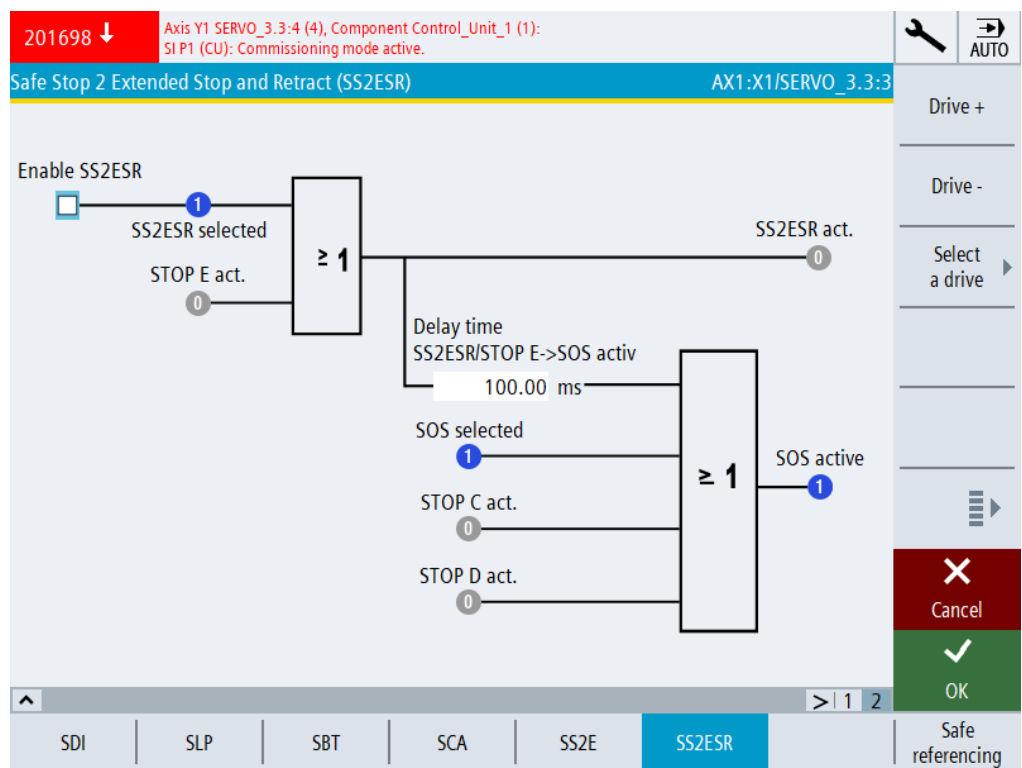 201698
Axis Y1 SERVO_3.3:4 (4), Component Control_Unit_1 (1):
SI P1 (CU): Commissioning mode active.
AUTO
Safe Stop 2 Extended Stop and Retract (SS2ESR)
AX1:X1/SERVO_3.3:3
Drive +
Drive -
Select
a drive
Enable SS2ESR
1
SS2ESR selected
STOP E act.
0
≥ 1
SS2ESR act.
0
Delay time
SS2ESR/STOP E->SOS activ
100.00 ms
SOS selected
1
STOP C act.
0
STOP D act.
0
≥ 1
SOS active
1
Cancel
OK
> 1 2
SDI
SLP
SBT
SCA
SS2E
SS2ESR
Safe
referencing